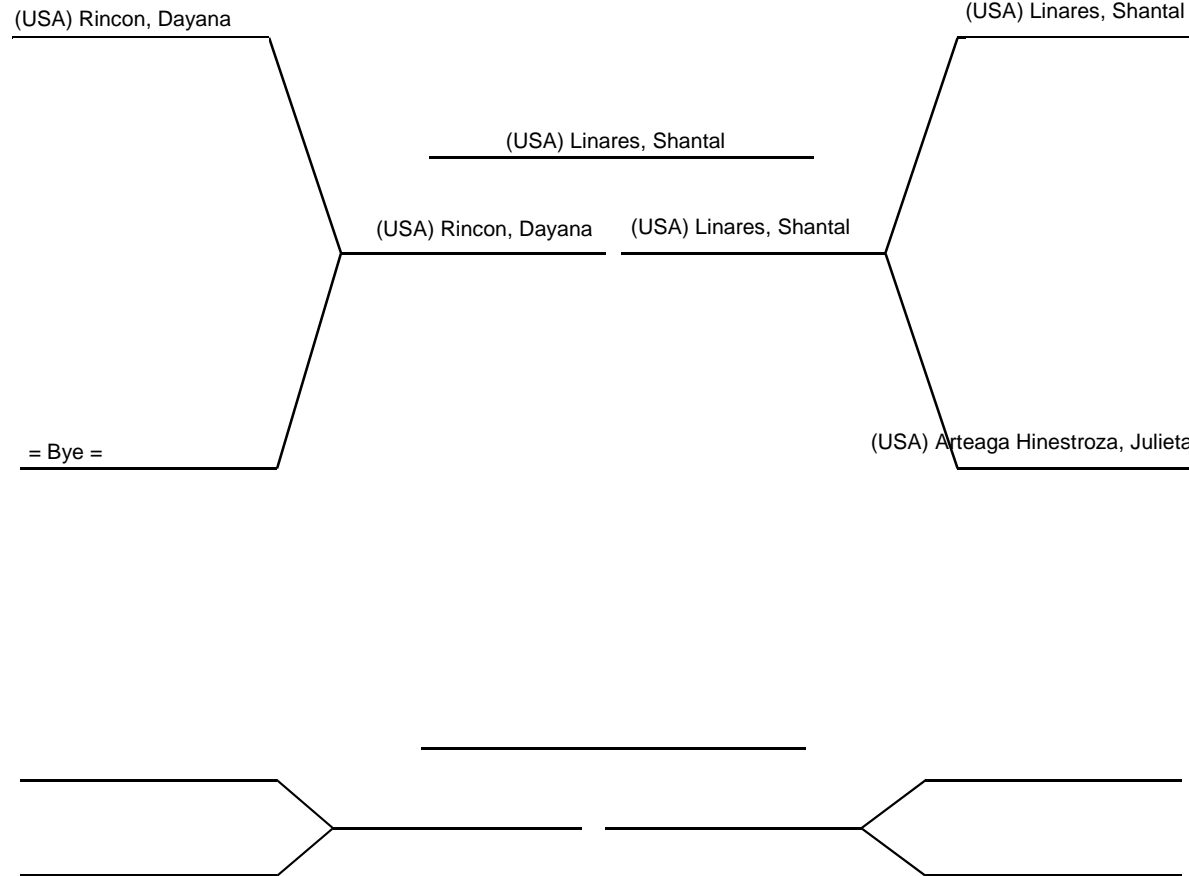 (USA) Rincon, Dayana
(USA) Linares, Shantal
(USA) Linares, Shantal
(USA) Rincon, Dayana
(USA) Linares, Shantal
= Bye =
(USA) Arteaga Hinestroza, Julieta